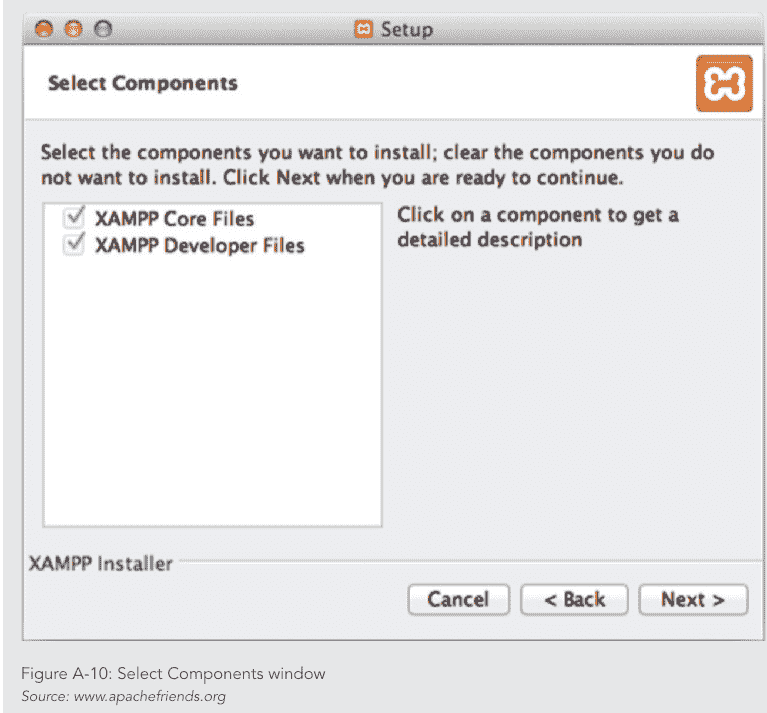 Setup
Select Components
Select the components you want to install; clear the components you do
not want to install. Click Next when you are ready to continue.
XAMPP Core Files
XAMPP Developer Files
Click on a component to get a
detailed description
XAMPP Installer
Cancel
< Back
Next >
Figure A-10: Select Components window
Source: www.apachefriends.org